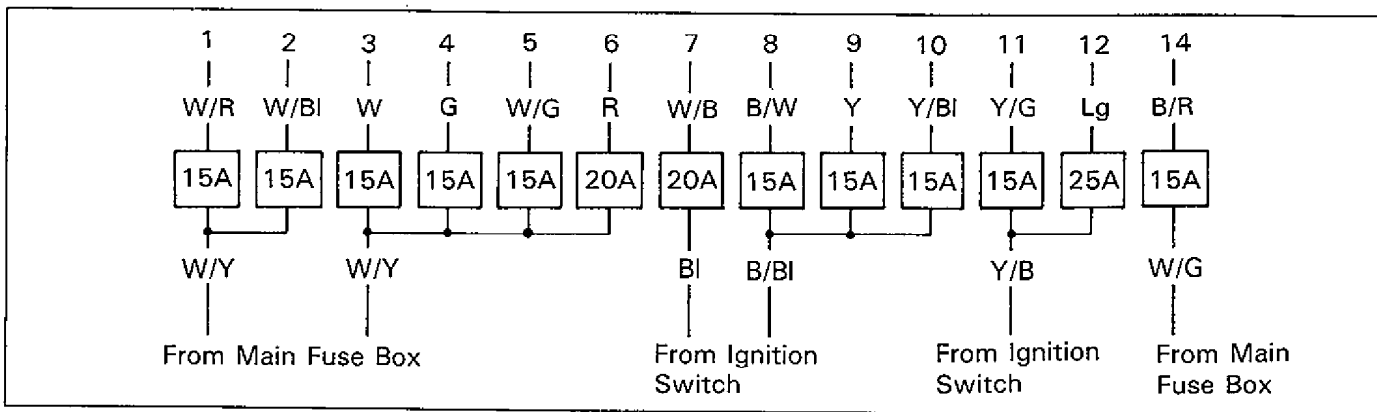 1 2 3 4 5 6 7 8 9 10 11 12 14
W/R W/Bl W G W/G R W/B B/W Y Y/Bl Y/G Lg B/R
15A 15A 15A 15A 15A 20A 20A 15A 15A 15A 15A 25A 15A
W/Y W/Y Bl B/Bl Y/B W/G
From Main Fuse Box From Ignition From Ignition From Main
Switch Switch Fuse Box